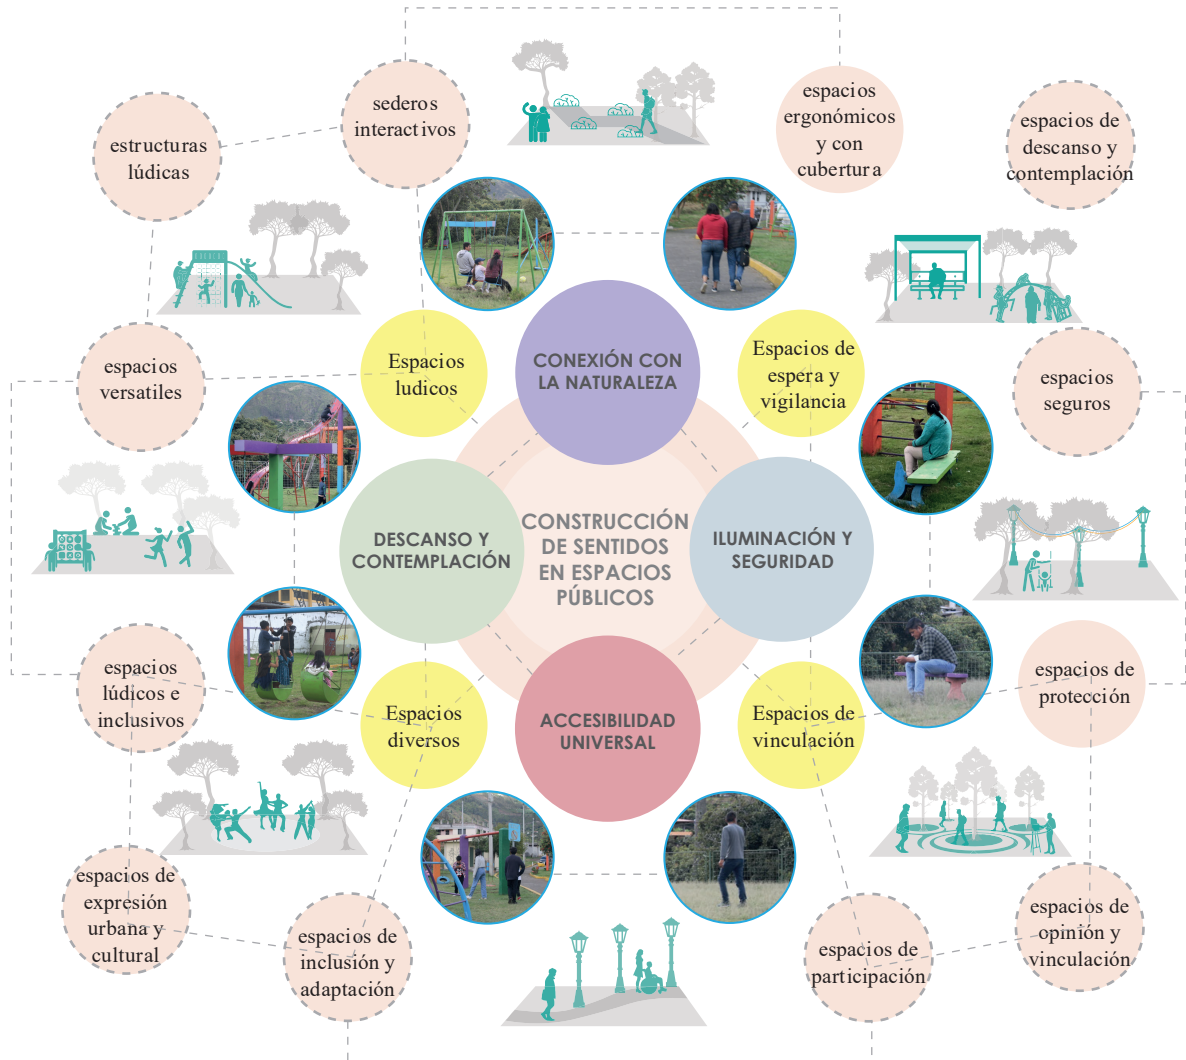 sederos
interactivos
espacios
ergonómicos
y con
cubertura
espacios de
descanso y
contemplación
estructuras
lúdicas
espacios
versatiles
Espacios
ludicos
CONEXIÓN CON
LA NATURALEZA
Espacios de
espera y
vigilancia
espacios
seguros
DESCANSO Y
CONTEMPLACIÓN
CONSTRUCCIÓN
DE SENTIDOS
EN ESPACIOS
PÚBLICOS
ILUMINACIÓN Y
SEGURIDAD
espacios
lúdicos e
inclusivos
Espacios
diversos
ACCESIBILIDAD
UNIVERSAL
Espacios de
vinculación
espacios de
protección
espacios de
expresión
urbana y
cultural
espacios de
inclusión y
adaptación
espacios de
participación
espacios de
opinión y
vinculación